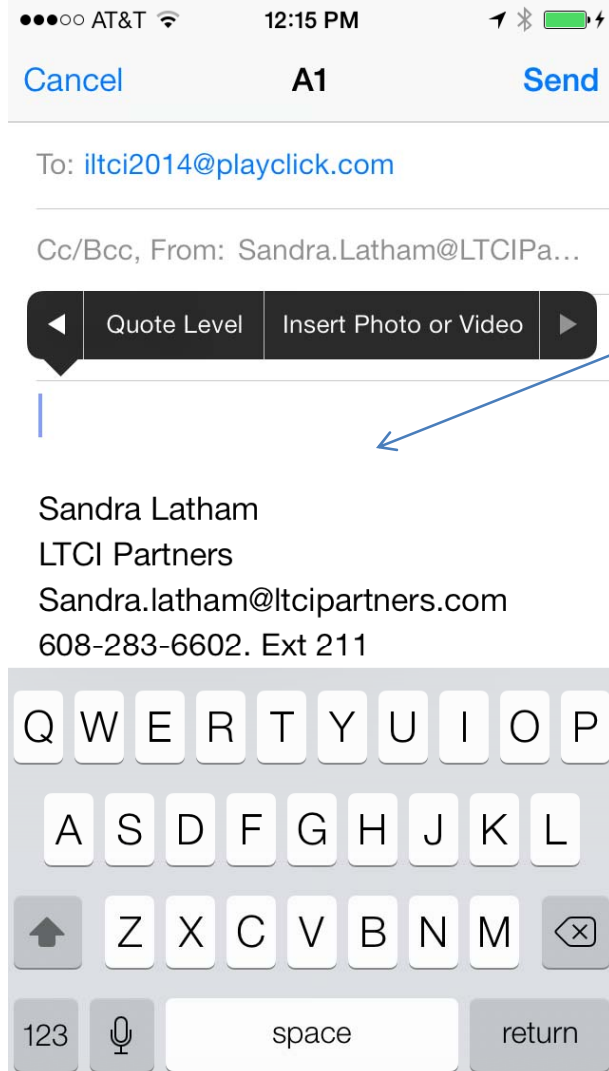 AT&T 12:15 PM
Cancel A1 Send
To: iltci2014@playclick.com
Cc/Bcc, From: Sandra.Latham@LTCIPa...
Quote Level Insert Photo or Video
Sandra Latham
LTCI Partners
Sandra.latham@ltcipartners.com
608-283-6602. Ext 211
Q W E R T Y U I O P
A S D F G H J K L
Z X C V B N M
123 space return